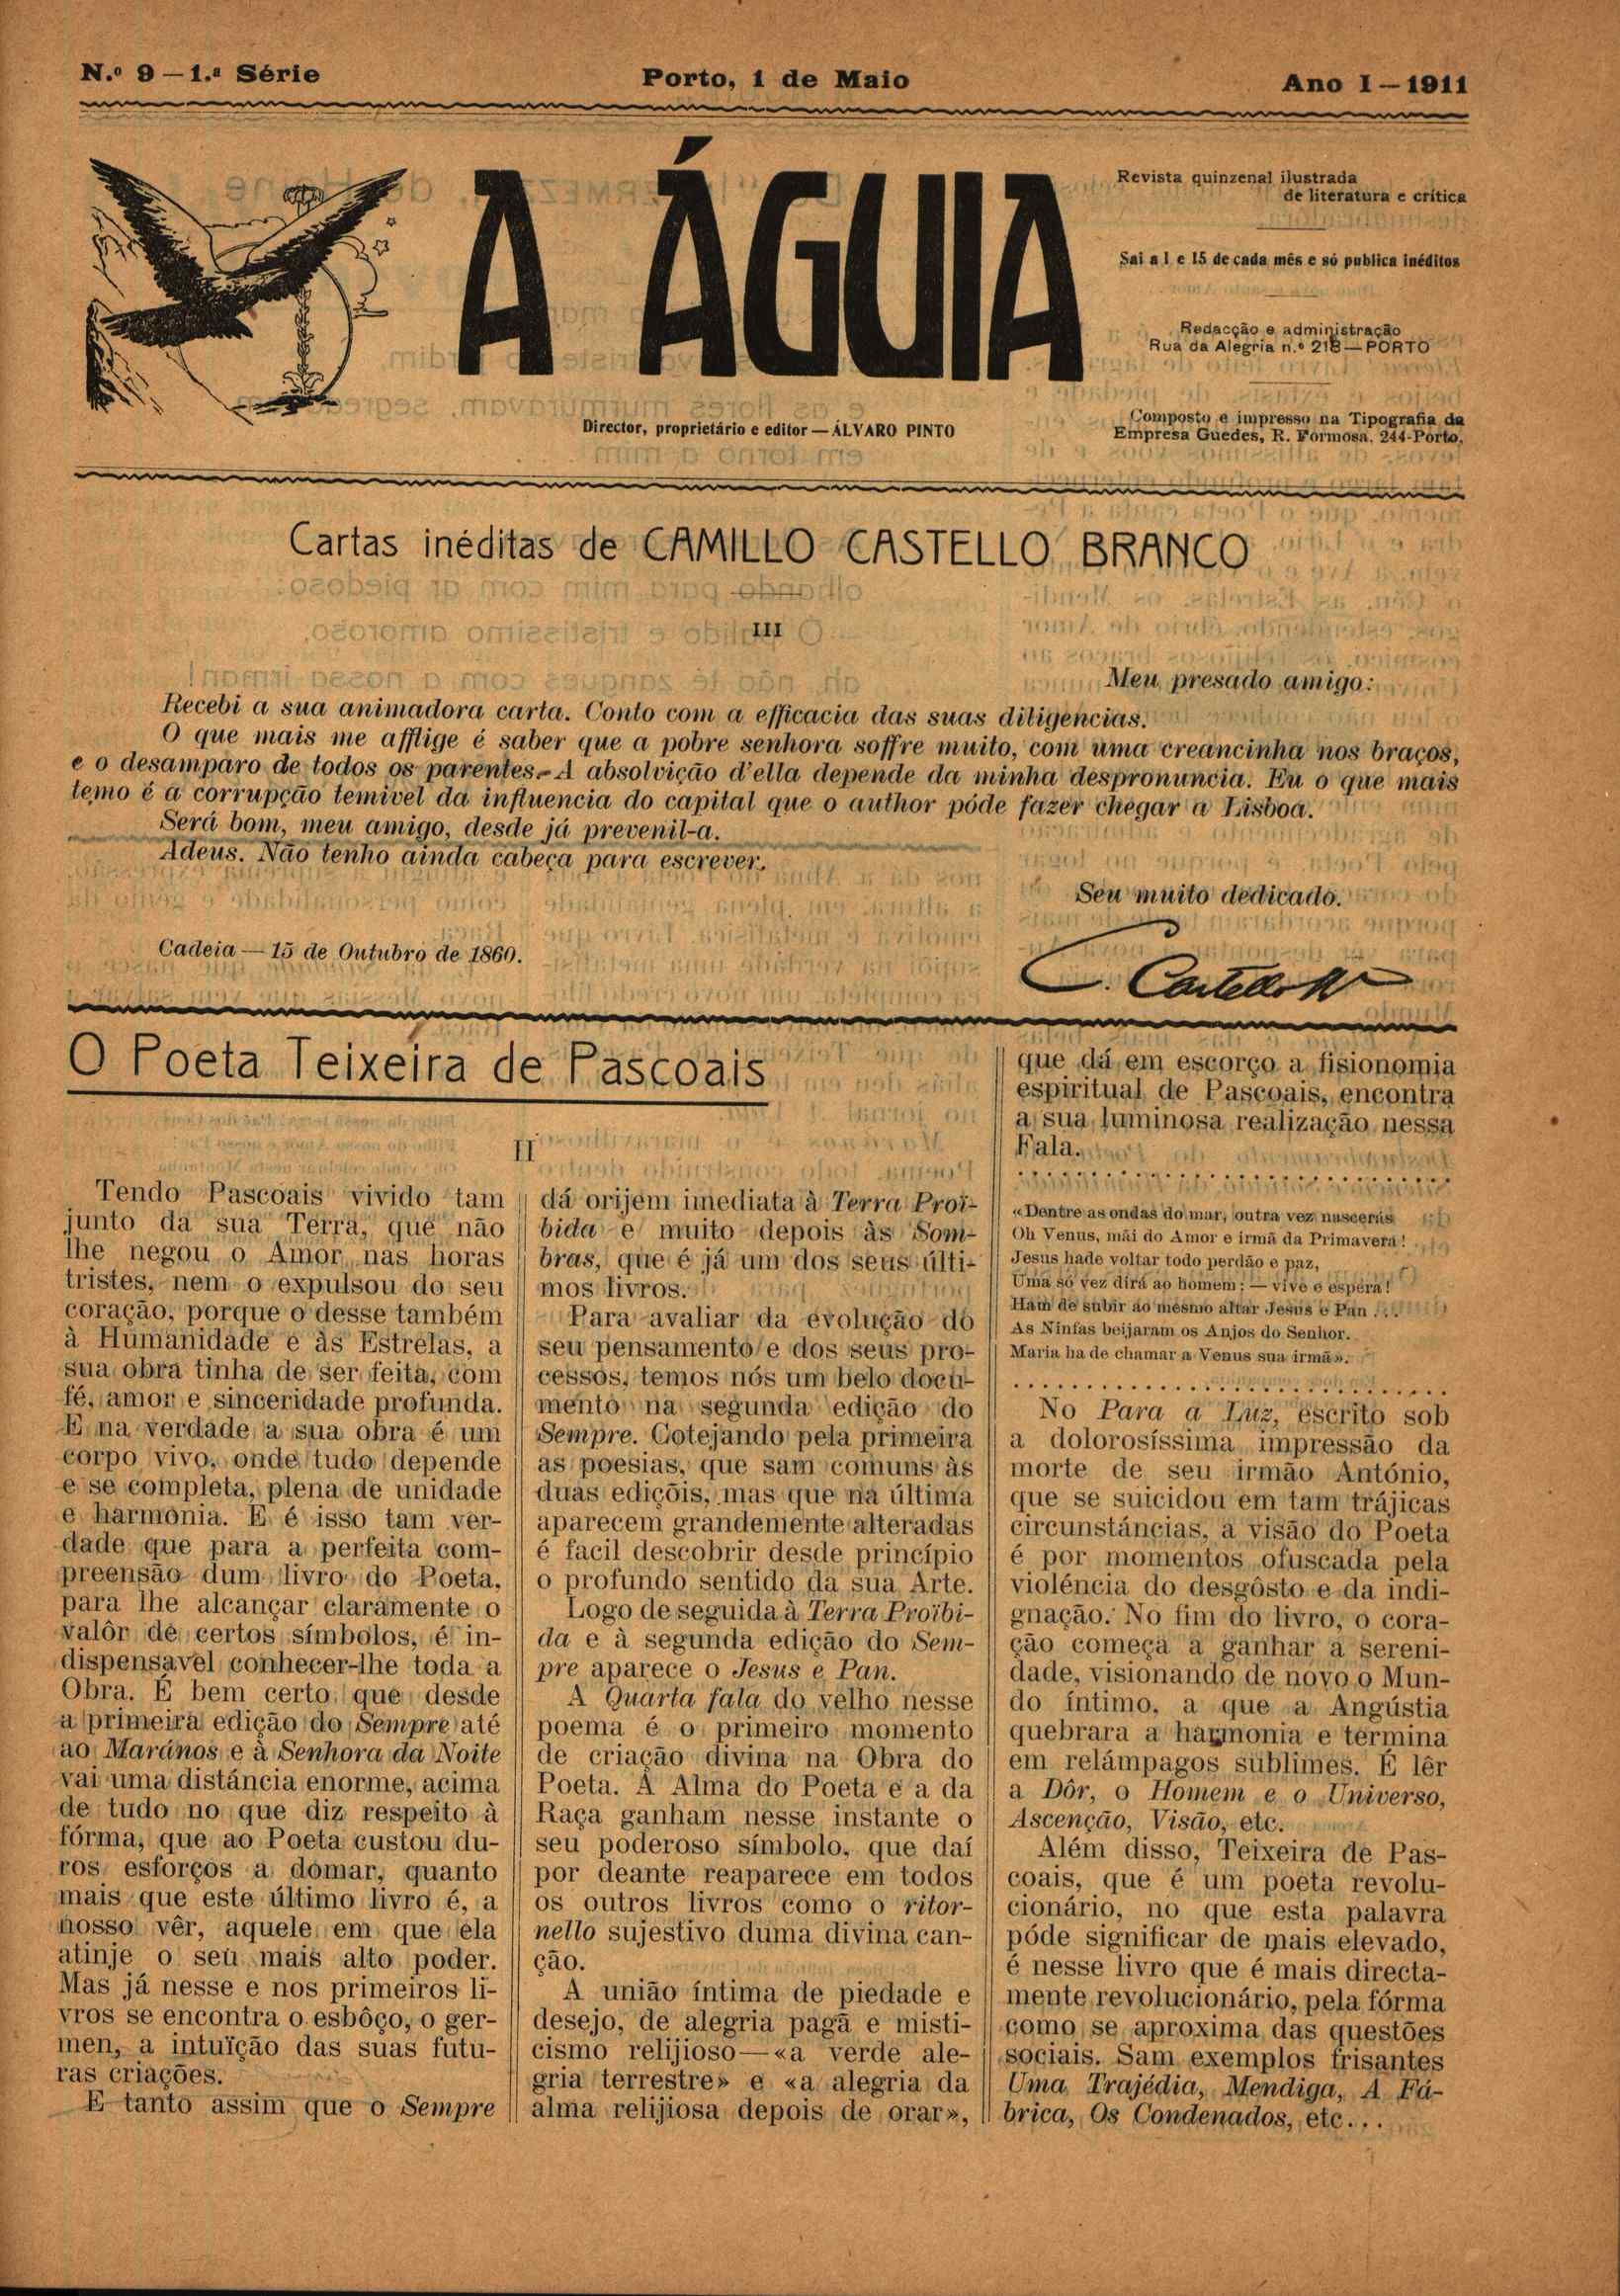 N.º 9 — 1.ª Série
Porto, 1 de Maio
Ano I — 1911
A ÁGUIA
Revista quinzenal ilustrada
de literatura e crítica
Sai a 1 e 15 de cada mês e só publica inéditos
Redacção e administração
Rua da Alegria n.º 218 — PORTO
Director, proprietário e editor — ÁLVARO PINTO
Composto e impresso na Tipografia da
Empresa Guedes, R. Formosa, 244-Porto.
Cartas inéditas de CAMILLO CASTELLO BRANCO
III
Meu presado amigo:
Recebi a sua animadora carta. Conto com a efficacia das suas diligencias.
O que mais me afflige é saber que a pobre senhora soffre muito, com uma creancinha nos braços,
e o desamparo de todos os parentes. A absolvição d'ella depende da minha despronuncia. Eu o que mais
temo é a corrupção temivel da influencia do capital que o author póde fazer chegar a Lisboa.
Será bom, meu amigo, desde já prevenil-a.
Adeus. Não tenho ainda cabeça para escrever.
Seu muito dedicado.
Cadeia — 15 de Outubro de 1860.
C. Castello Br
O Poeta Teixeira de Pascoais
II
Tendo Pascoais vivido tam
junto da sua Terra, que não
lhe negou o Amor nas horas
tristes, nem o expulsou do seu
coração, porque o desse também
à Humanidade e às Estrelas, a
sua obra tinha de ser feita, com
fé, amor e sinceridade profunda.
E na verdade a sua obra é um
corpo vivo, onde tudo depende
e se completa, plena de unidade
e harmonia. E é isso tam ver-
dade que para a perfeita com-
preensão dum livro do Poeta,
para lhe alcançar claramente o
valôr de certos símbolos, é in-
dispensável conhecer-lhe toda a
Obra. É bem certo que desde
a primeira edição do Sempre até
ao Marános e à Senhora da Noite
vai uma distância enorme, acima
de tudo no que diz respeito à
fórma, que ao Poeta custou du-
ros esforços a domar, quanto
mais que este último livro é, a
nosso vêr, aquele em que ela
atinje o seu mais alto poder.
Mas já nesse e nos primeiros li-
vros se encontra o esbôço, o ger-
men, a intuïção das suas futu-
ras criações.
E tanto assim que o Sempre
dá orijem imediata à Terra Proï-
bida e muito depois às Som-
bras, que é já um dos seus últi-
mos livros.
Para avaliar da evolução do
seu pensamento e dos seus pro-
cessos, temos nós um belo docu-
mento na segunda edição do
Sempre. Cotejando pela primeira
as poesias, que sam comuns às
duas edições, mas que na última
aparecem grandemente alteradas
é facil descobrir desde princípio
o profundo sentido da sua Arte.
Logo de seguida à Terra Proïbi-
da e à segunda edição do Sem-
pre aparece o Jesus e Pan.
A Quarta fala do velho nesse
poema é o primeiro momento
de criação divina na Obra do
Poeta. A Alma do Poeta e a da
Raça ganham nesse instante o
seu poderoso símbolo, que daí
por deante reaparece em todos
os outros livros como o ritor-
nello sujestivo duma divina can-
ção.
A união íntima de piedade e
desejo, de alegria pagã e misti-
cismo relijioso — «a verde ale-
gria terrestre» e «a alegria da
alma relijiosa depois de orar»,
que dá em escorço a fisionomia
espiritual de Pascoais, encontra
a sua luminosa realização nessa
Fala.
. . . . . . . . . . . . . . . . . . . . . . . . . . . . . .
«Dentre as ondas do mar, outra vez nascerás
Oh Venus, mãi do Amor e irmã da Primavera!
Jesus hade voltar todo perdão e paz,
Uma só vez dirá ao homem: — vive e espera!
Ham de subir ao mesmo altar Jesus e Pan . . .
As Ninfas beijaram os Anjos do Senhor.
Maria ha de chamar a Venus sua irmã».
. . . . . . . . . . . . . . . . . . . . . . . . . . . . . .
No Para a Luz, escrito sob
a dolorosíssima impressão da
morte de seu irmão António,
que se suicidou em tam trájicas
circunstâncias, a visão do Poeta
é por momentos ofuscada pela
violéncia do desgôsto e da indi-
gnação. No fim do livro, o cora-
ção começa a ganhar a sereni-
dade, visionando de novo o Mun-
do íntimo, a que a Angústia
quebrara a harmonia e termina
em relâmpagos sublimes. É lêr
a Dôr, o Homem e o Universo,
Ascenção, Visão, etc.
Além disso, Teixeira de Pas-
coais, que é um poeta revolu-
cionário, no que esta palavra
póde significar de mais elevado,
é nesse livro que é mais directa-
mente revolucionário, pela fórma
como se aproxima das questões
sociais. Sam exemplos frisantes
Uma Trajédia, Mendiga, A Fá-
brica, Os Condenados, etc...